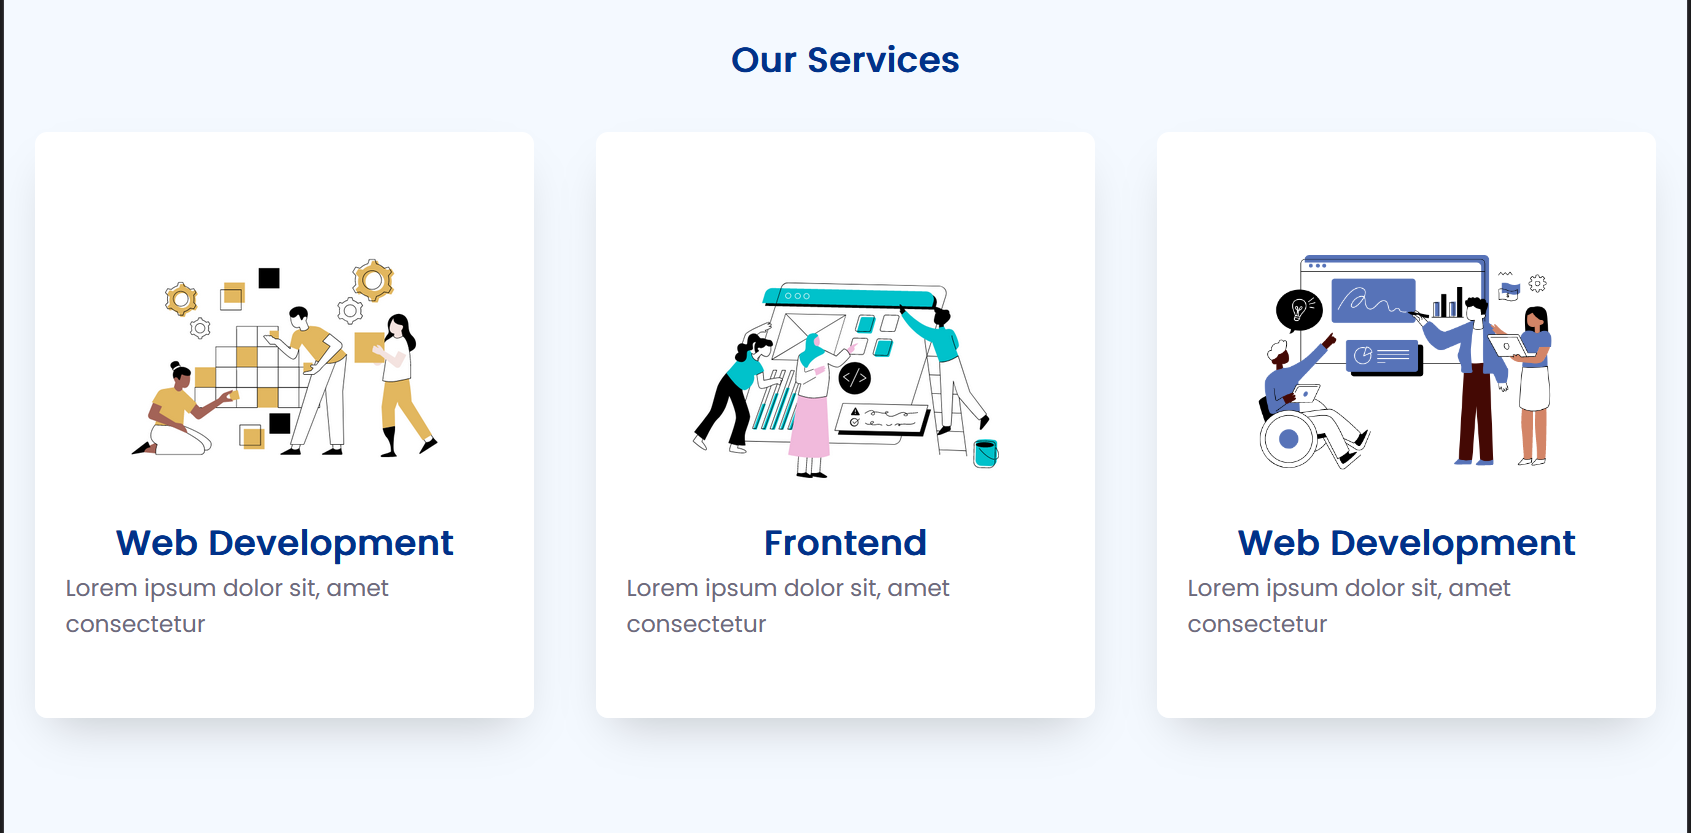 Our Services
Web Development
Lorem ipsum dolor sit, amet
consectetur
Frontend
Lorem ipsum dolor sit, amet
consectetur
Web Development
Lorem ipsum dolor sit, amet
consectetur